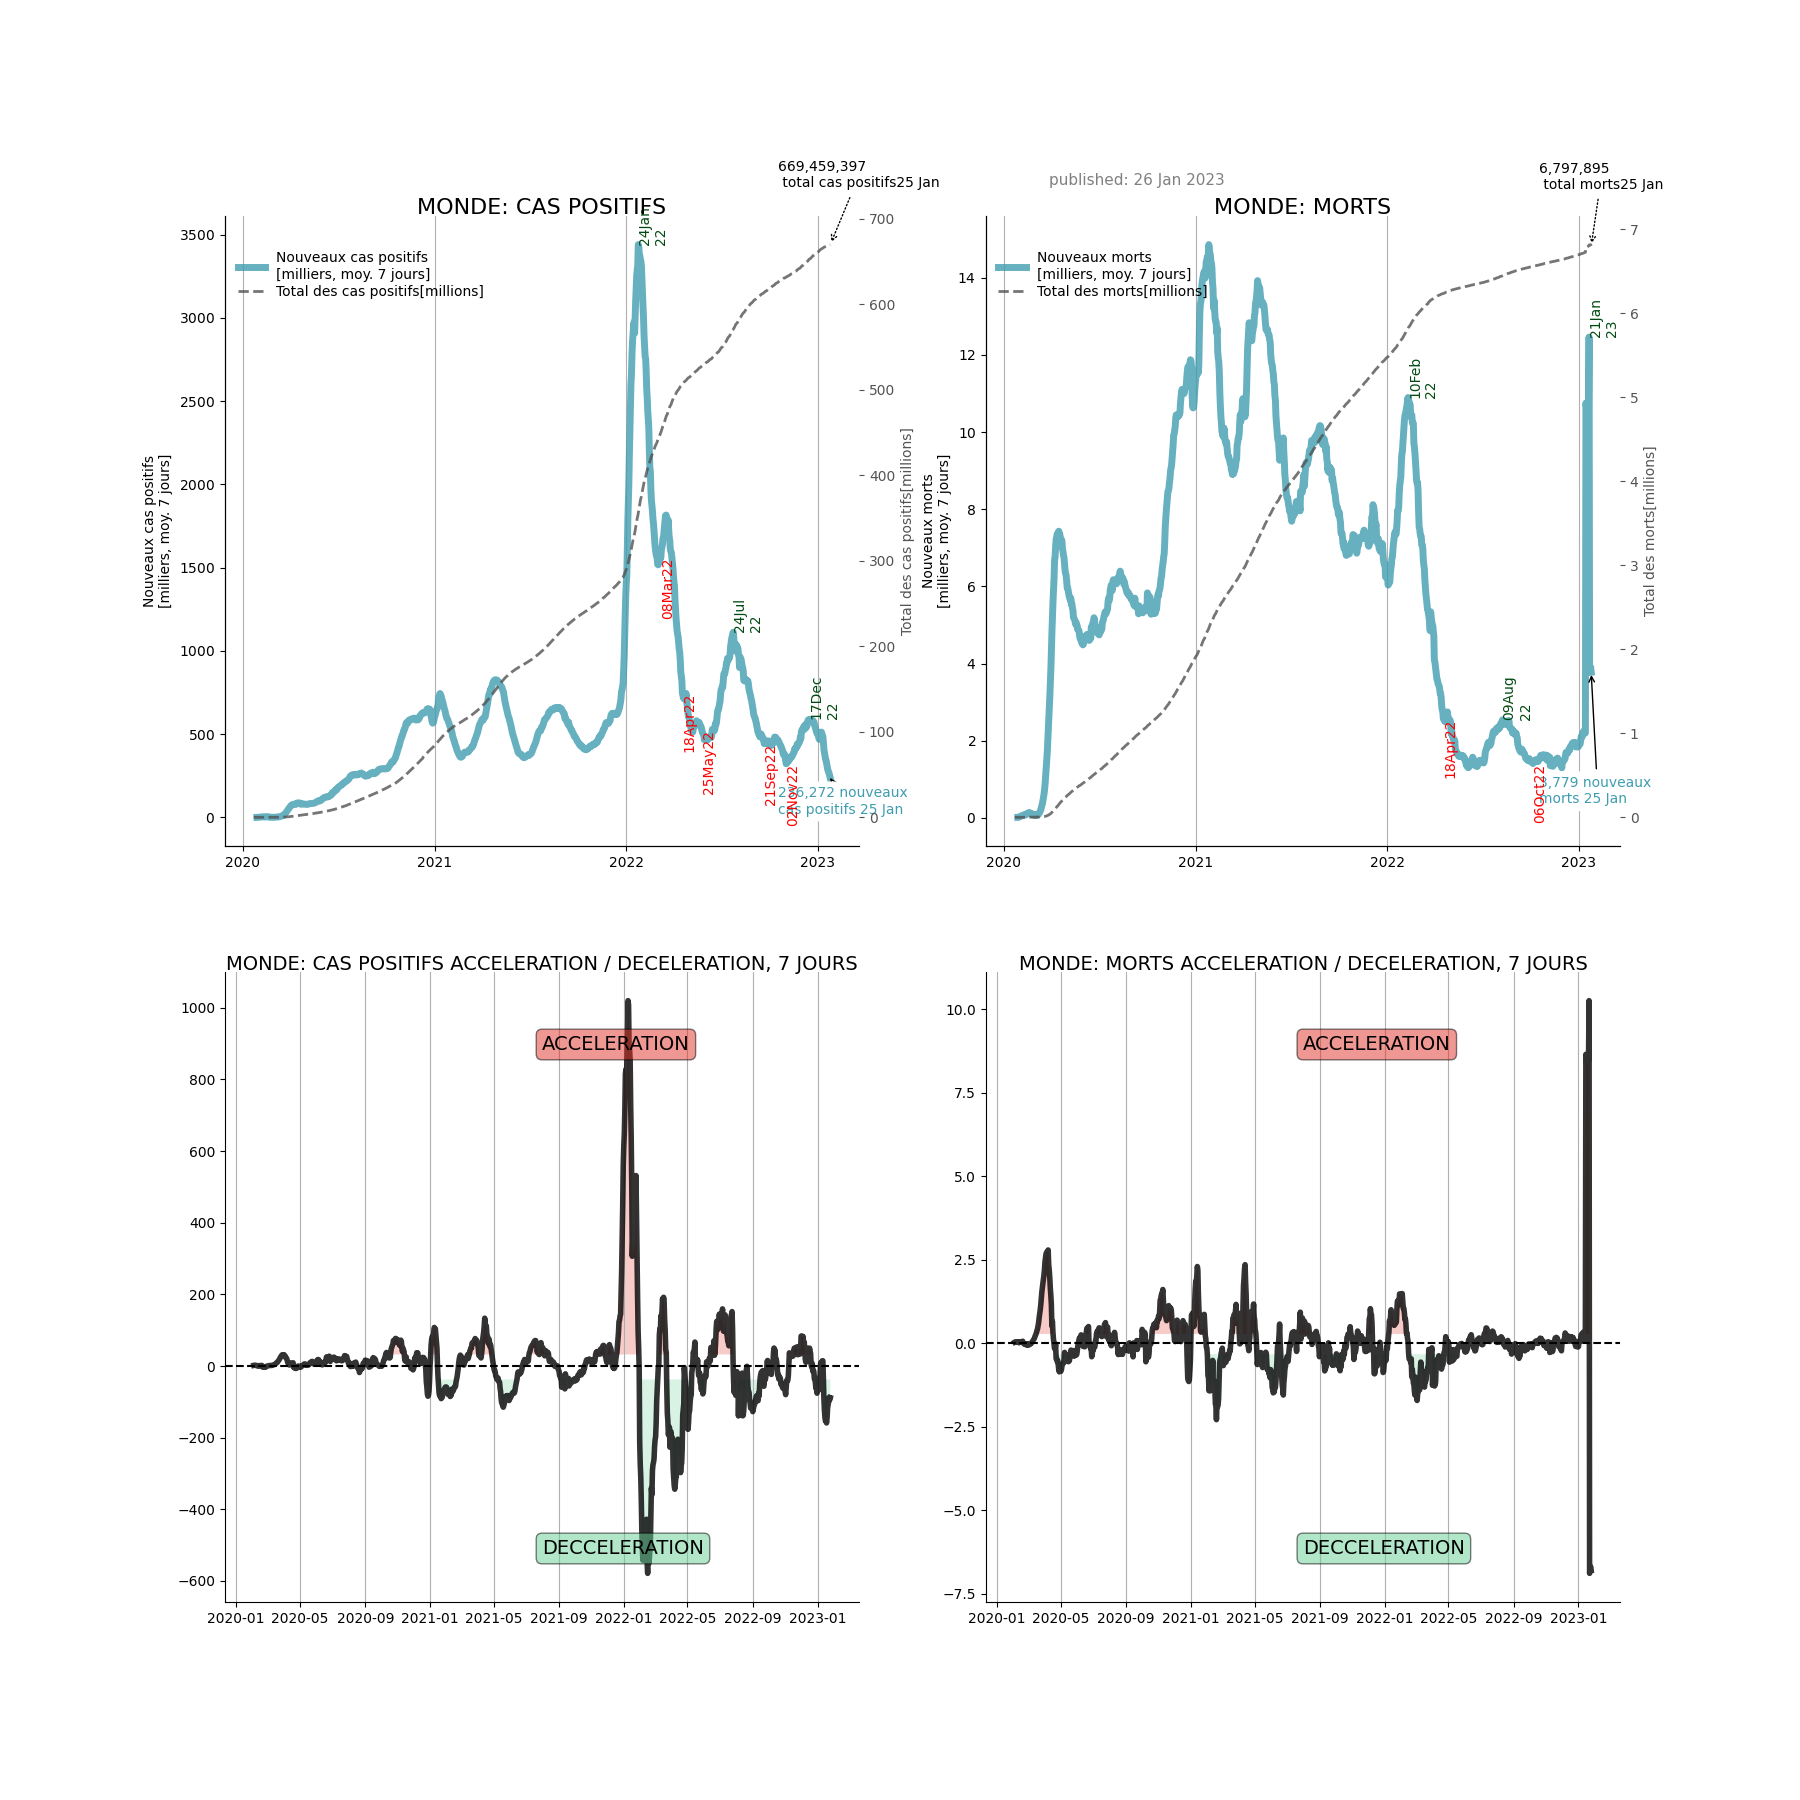 669,459,397
total cas positifs25 Jan
published: 26 Jan 2023
6,797,895
total morts25 Jan
MONDE: CAS POSITIFS
Nouveaux cas positifs
[milliers, moy. 7 jours]
Total des cas positifs[millions]
24Jan
22
08Mar22
18Apr22
25May22
24Jul
22
21Sep22
02Nov22
17Dec
22
236,272 nouveaux
cas positifs 25 Jan
Nouveaux cas positifs
[milliers, moy. 7 jours]
3500
3000
2500
2000
1500
1000
500
0
700
600
500
400
300
200
100
0
Total des cas positifs[millions]
2020 2021 2022 2023
MONDE: MORTS
Nouveaux morts
[milliers, moy. 7 jours]
Total des morts[millions]
10Feb
22
18Apr22
09Aug
22
06Oct22
21Jan
23
3,779 nouveaux
morts 25 Jan
Nouveaux morts
[milliers, moy. 7 jours]
14
12
10
8
6
4
2
0
7
6
5
4
3
2
1
0
Total des morts[millions]
2020 2021 2022 2023
MONDE: CAS POSITIFS ACCELERATION / DECELERATION, 7 JOURS
ACCELERATION
DECCELERATION
1000
800
600
400
200
0
−200
−400
−600
2020-01 2020-05 2020-09 2021-01 2021-05 2021-09 2022-01 2022-05 2022-09 2023-01
MONDE: MORTS ACCELERATION / DECELERATION, 7 JOURS
ACCELERATION
DECCELERATION
10.0
7.5
5.0
2.5
0.0
−2.5
−5.0
−7.5
2020-01 2020-05 2020-09 2021-01 2021-05 2021-09 2022-01 2022-05 2022-09 2023-01